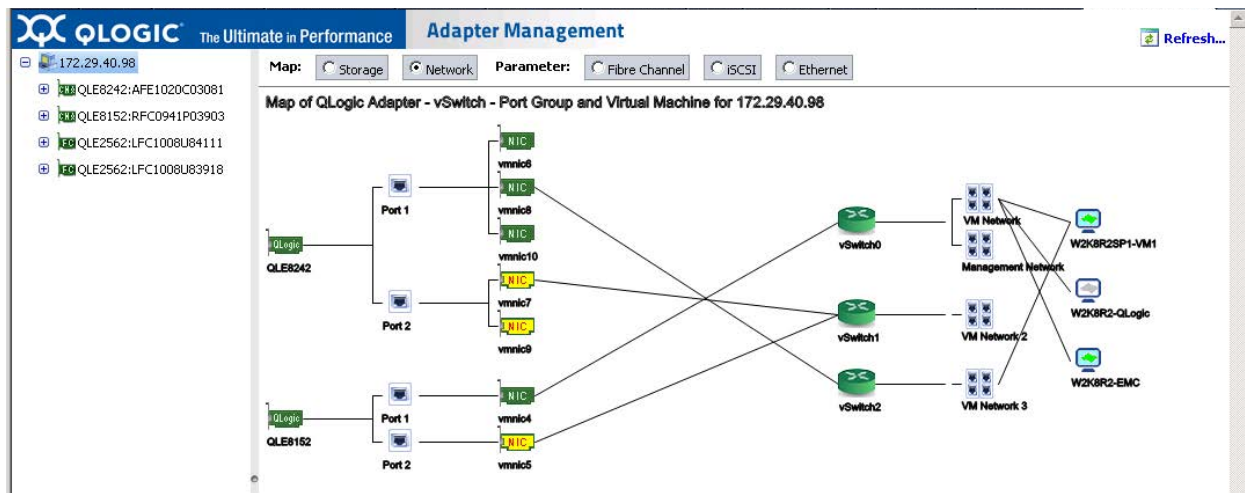 QLOGIC® The Ultimate in Performance
Adapter Management
Refresh...
172.29.40.98
QLE8242:AFE1020C03081
QLE8152:RFC0941P03903
QLE2562:LFC1008U84111
QLE2562:LFC1008U83918
Map: Storage Network Parameter: Fibre Channel iSCSI Ethernet
Map of QLogic Adapter - vSwitch - Port Group and Virtual Machine for 172.29.40.98
NIC
vmnic6
Port 1
NIC
vmnic8
NIC
vmnic10
QLogic
QLE8242
Port 2
NIC
vmnic7
NIC
vmnic9
QLogic
QLE8152
Port 1
NIC
vmnic4
Port 2
NIC
vmnic5
vSwitch0
vSwitch1
vSwitch2
VM Network
Management Network
VM Network 2
VM Network 3
W2K8R2SP1-VM1
W2K8R2-QLogic
W2K8R2-EMC